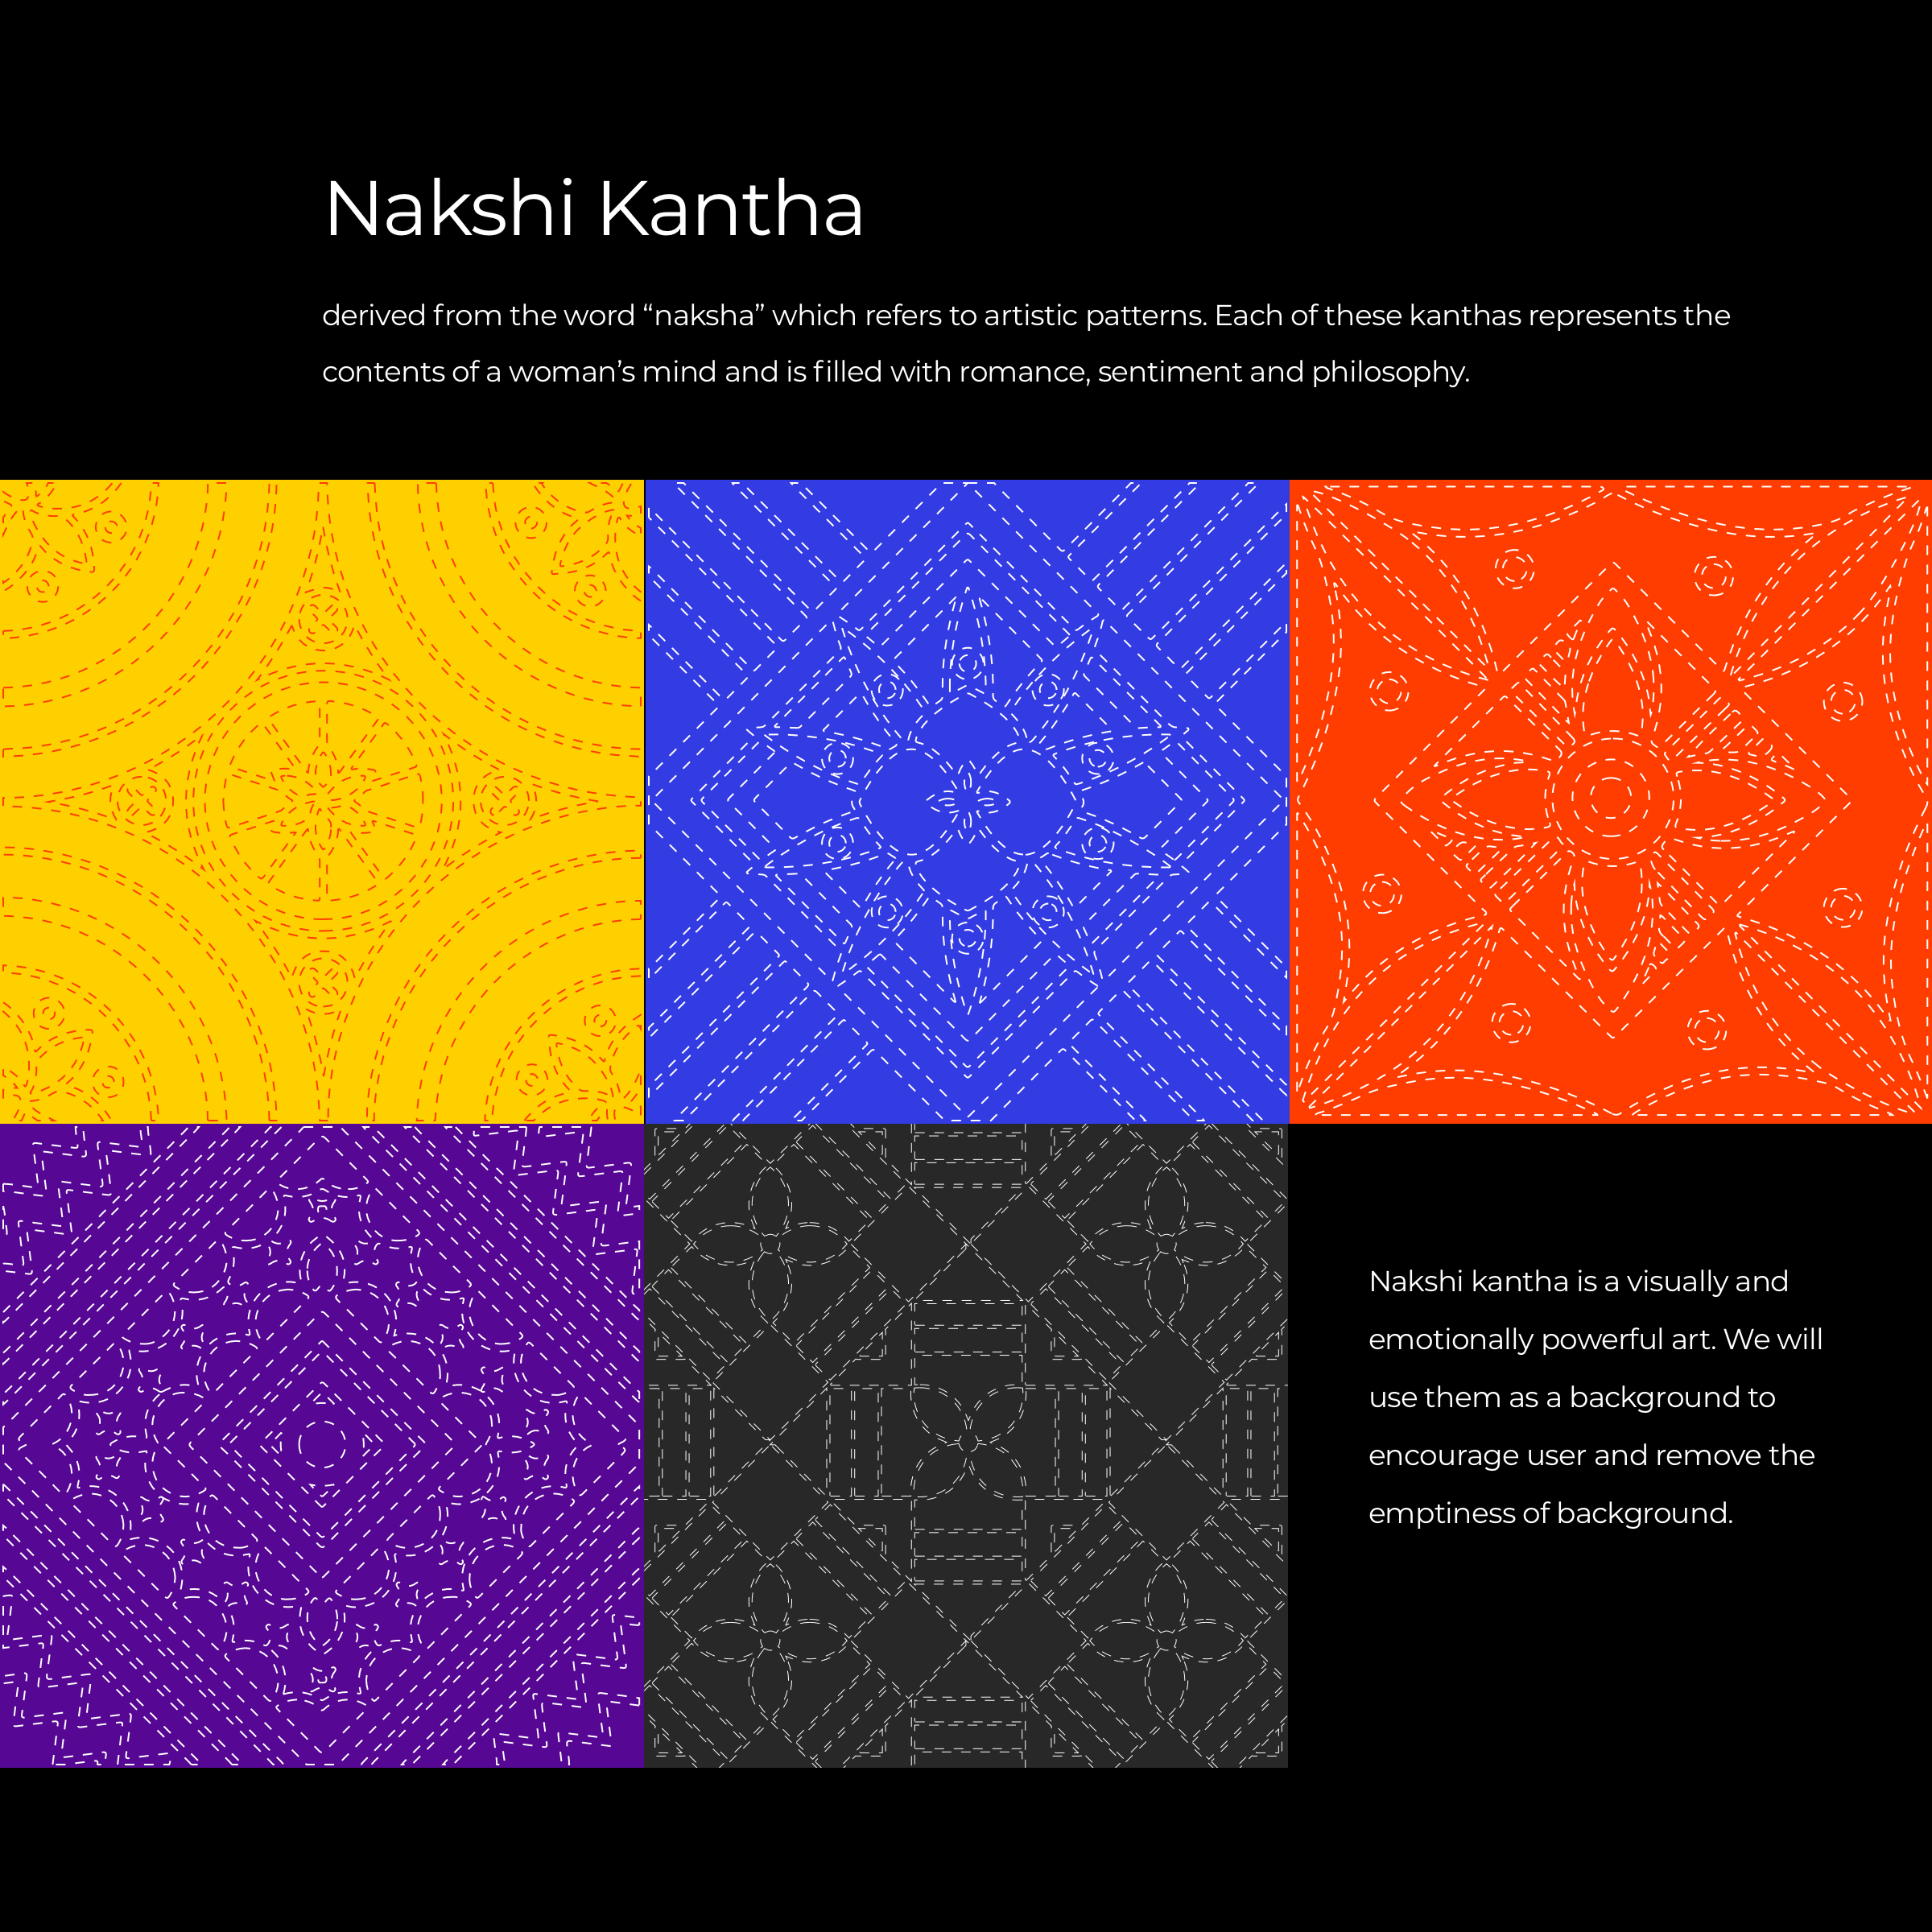 Nakshi Kantha
derived from the word “naksha” which refers to artistic patterns. Each of these kanthas represents the
contents of a woman’s mind and is filled with romance, sentiment and philosophy.
Nakshi kantha is a visually and
emotionally powerful art. We will
use them as a background to
encourage user and remove the
emptiness of background.